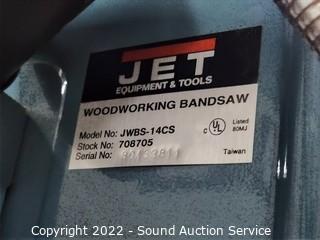 JET
EQUIPMENT & TOOLS
WOODWORKING BANDSAW
Model No: JWBS-14CS
Stock No: 708705
Serial No:
C UL Listed
80MJ
Taiwan
Copyright 2022 - Sound Auction Service